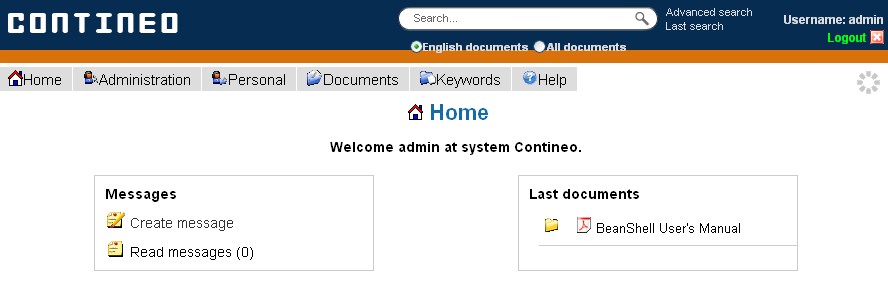 CONTINEO
Search...
Advanced search
Last search
Username: admin
Logout
English documents All documents
Home Administration Personal Documents Keywords Help
Home
Welcome admin at system Contineo.
Messages
Create message
Read messages (0)
Last documents
BeanShell User's Manual